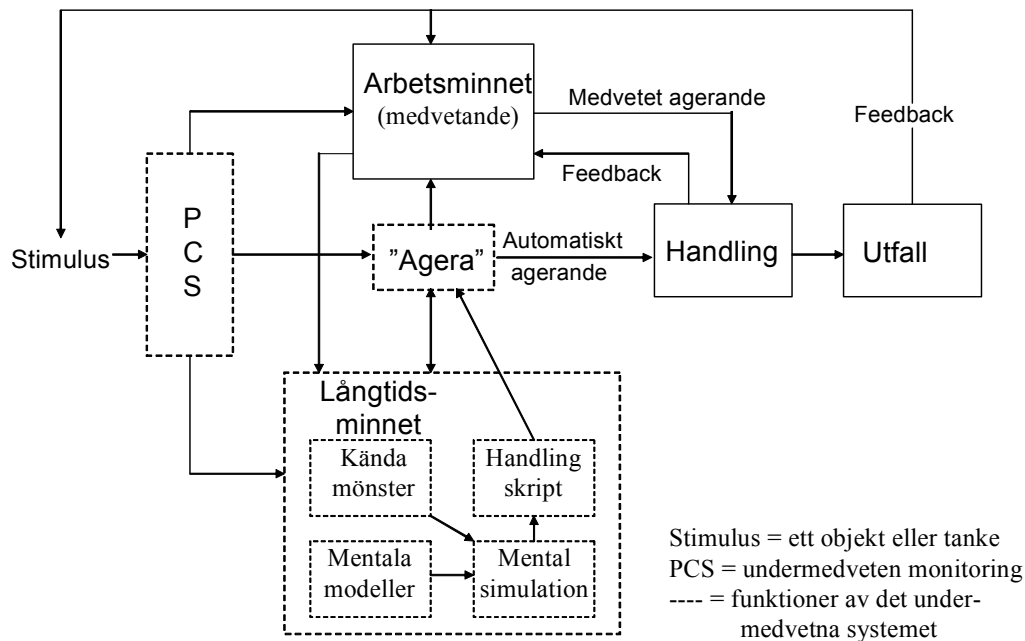 Arbetsminnet
(medvetande)
Medvetet agerande
Feedback
Feedback
P
C
S
Stimulus
”Agera”
Automatiskt
agerande
Handling
Utfall
Långtids-
minnet
Kända
mönster
Handling
skript
Mentala
modeller
Mental
simulation
Stimulus = ett objekt eller tanke
PCS = undermedveten monitoring
---- = funktioner av det under-
medvetna systemet